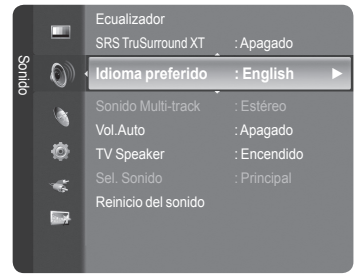 Sonido
Ecualizador
SRS TruSurround XT : Apagado
Idioma preferido : English
Sonido Multi-track : Estéreo
Vol.Auto : Apagado
TV Speaker : Encendido
Sel. Sonido : Principal
Reinicio del sonido